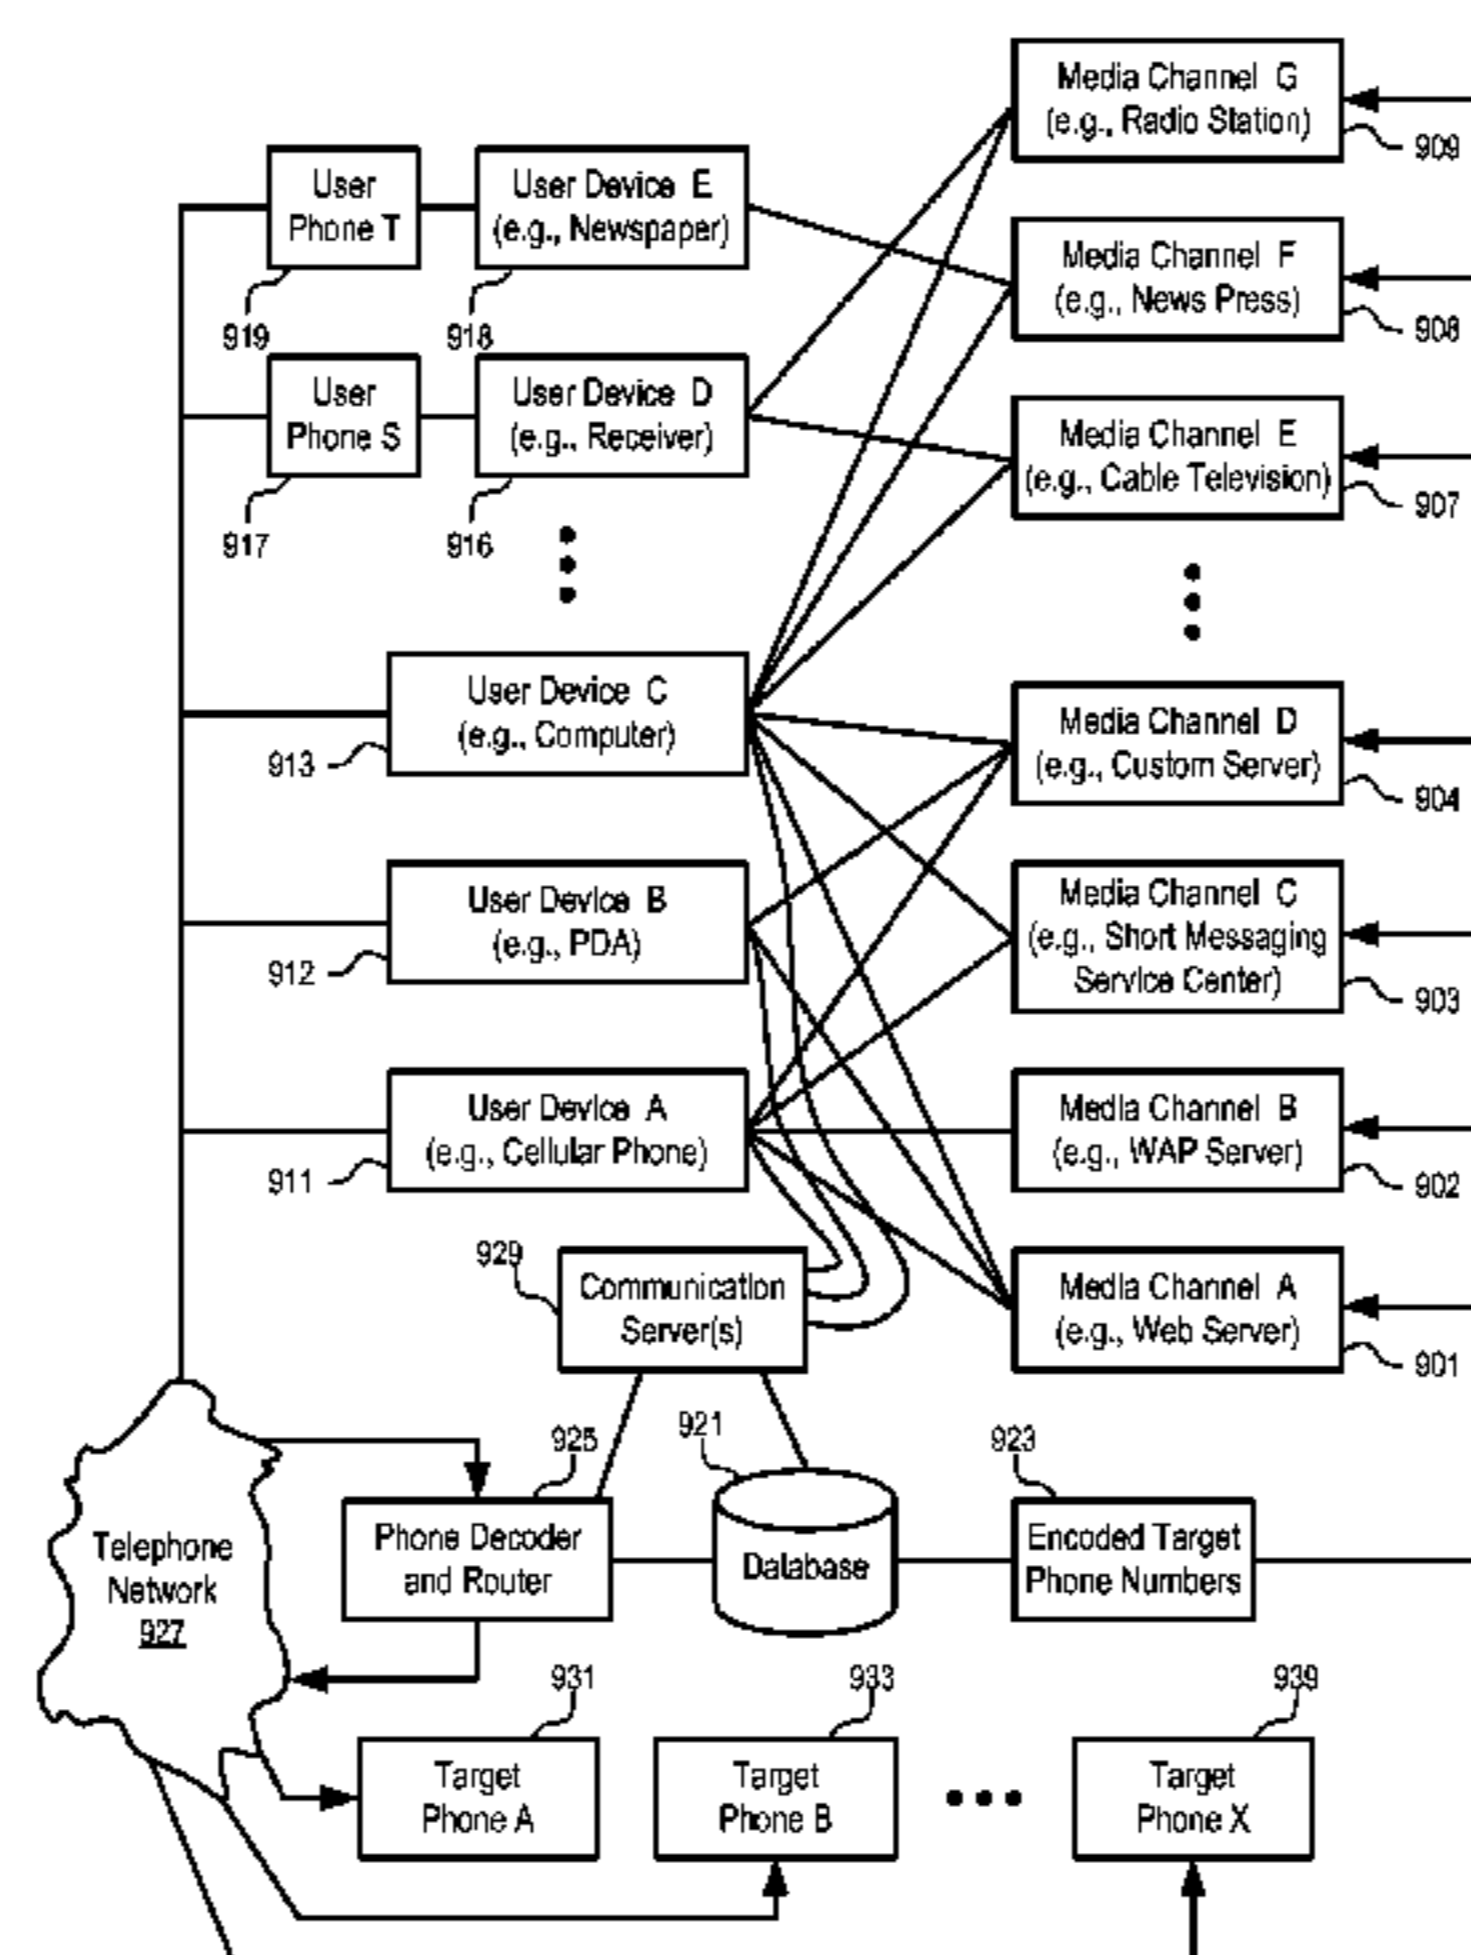 Media Channel G
(e.g., Radio Station)
909
User
Phone T
919
User Device E
(e.g., Newspaper)
918
Media Channel F
(e.g., News Press)
908
User
Phone S
917
User Device D
(e.g., Receiver)
916
Media Channel E
(e.g., Cable Television)
907
User Device C
(e.g., Computer)
913
Media Channel D
(e.g., Custom Server)
904
User Device B
(e.g., PDA)
912
Media Channel C
(e.g., Short Messaging
Service Center)
903
User Device A
(e.g., Cellular Phone)
911
Media Channel B
(e.g., WAP Server)
902
929
Communication
Server(s)
Media Channel A
(e.g., Web Server)
901
925
921
923
Telephone
Network
927
Phone Decoder
and Router
Database
Encoded Target
Phone Numbers
931
933
939
Target
Phone A
Target
Phone B
Target
Phone X